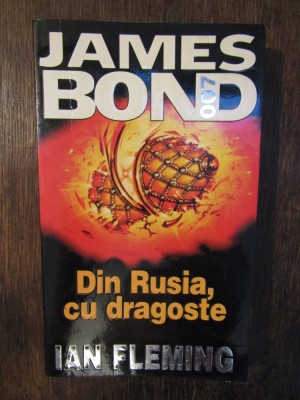 JAMES
BOND 007
Din Rusia,
cu dragoste
IAN FLEMING